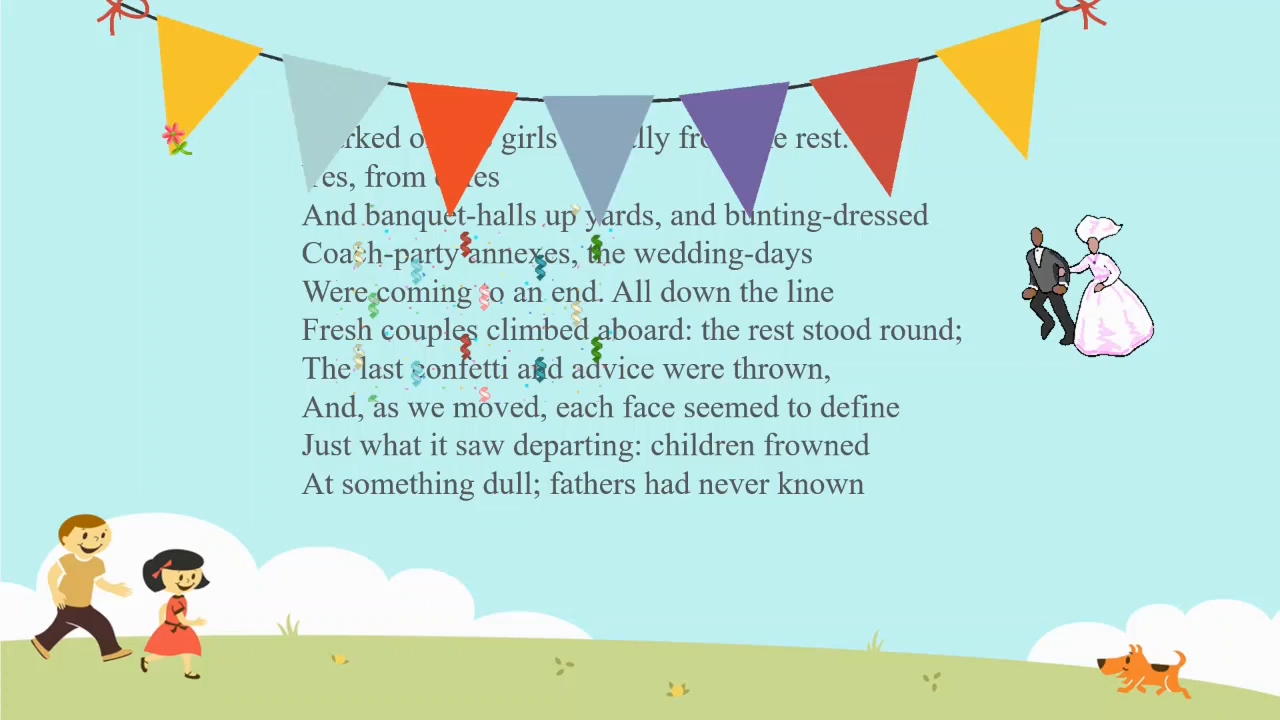 girls rest.
Yes, from
And banquet-halls up yards, and bunting-dressed
Coach-party annexes, the wedding-days
Were coming to an end. All down the line
Fresh couples climbed aboard: the rest stood round;
The last confetti and advice were thrown,
And, as we moved, each face seemed to define
Just what it saw departing: children frowned
At something dull; fathers had never known